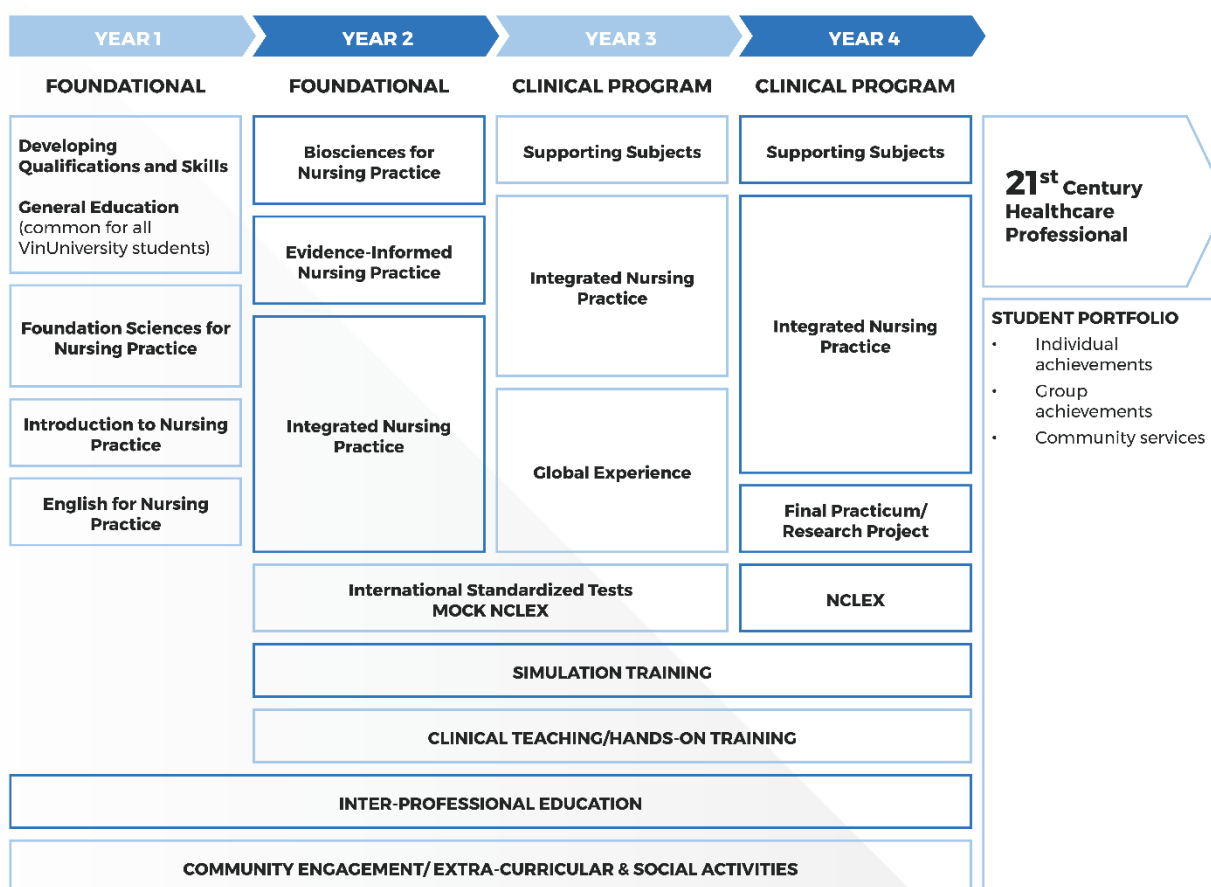 YEAR 1
YEAR 2
YEAR 3
YEAR 4
FOUNDATIONAL
FOUNDATIONAL
CLINICAL PROGRAM
CLINICAL PROGRAM
Developing
Qualifications and Skills
General Education
(common for all
VinUniversity students)
Foundation Sciences for
Nursing Practice
Introduction to Nursing
Practice
English for Nursing
Practice
Biosciences for
Nursing Practice
Evidence-Informed
Nursing Practice
Integrated Nursing
Practice
Supporting Subjects
Integrated Nursing
Practice
Global Experience
Supporting Subjects
Integrated Nursing
Practice
Final Practicum/
Research Project
International Standardized Tests
MOCK NCLEX
NCLEX
SIMULATION TRAINING
CLINICAL TEACHING/HANDS-ON TRAINING
INTER-PROFESSIONAL EDUCATION
COMMUNITY ENGAGEMENT/ EXTRA-CURRICULAR & SOCIAL ACTIVITIES
21st Century
Healthcare
Professional
STUDENT PORTFOLIO
• Individual
achievements
• Group
achievements
• Community services